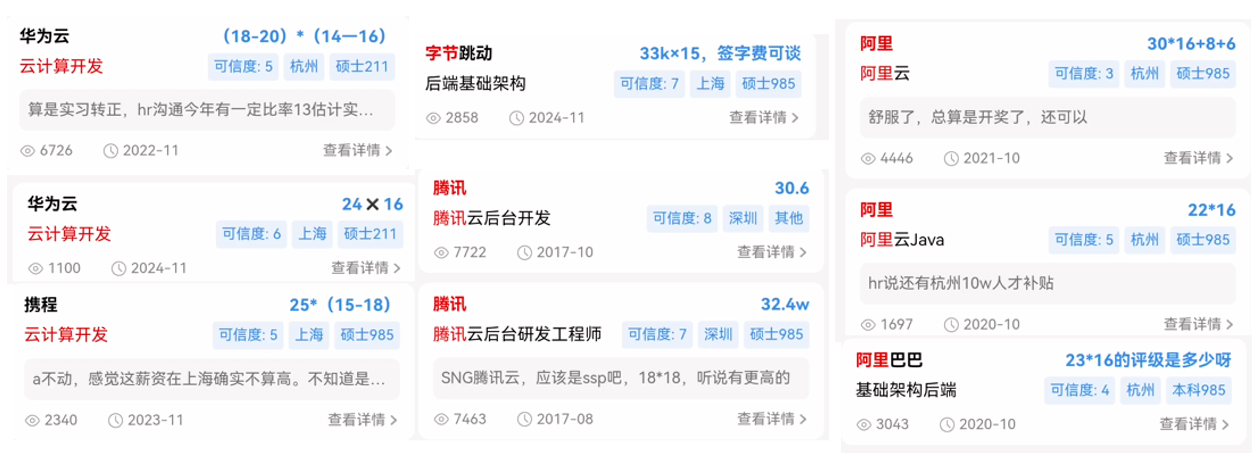 华为云
（18-20）*（14—16）
云计算开发
可信度: 5 杭州 硕士211
算是实习转正，hr沟通今年有一定比率13估计实...
6726 2022-11 查看详情 >
华为云
24 × 16
云计算开发
可信度: 6 上海 硕士211
1100 2024-11 查看详情 >
携程
25*（15-18）
云计算开发
可信度: 5 上海 硕士985
a不动，感觉这薪资在上海确实不算高。不知道是...
2340 2023-11 查看详情 >
字节跳动
33k×15，签字费可谈
后端基础架构
可信度: 7 上海 硕士985
2858 2024-11 查看详情 >
腾讯
30.6
腾讯云后台开发
可信度: 8 深圳 其他
7722 2017-10 查看详情 >
腾讯
32.4w
腾讯云后台研发工程师
可信度: 7 深圳 硕士985
SNG腾讯云，应该是ssp吧，18*18，听说有更高的
7463 2017-08 查看详情 >
阿里
30*16+8+6
阿里云
可信度: 3 杭州 硕士985
舒服了，总算是开奖了，还可以
4446 2021-10 查看详情 >
阿里
22*16
阿里云Java
可信度: 5 杭州 硕士985
hr说还有杭州10w人才补贴
1697 2020-10 查看详情 >
阿里巴巴
23*16的评级是多少呀
基础架构后端
可信度: 4 杭州 本科985
3043 2020-10 查看详情 >